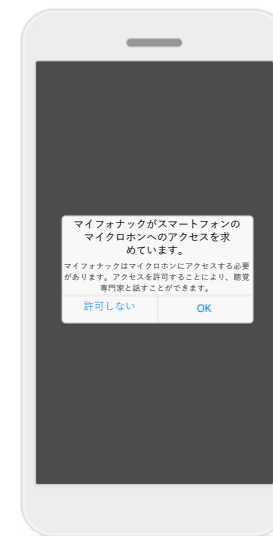 マイフォナックがスマートフォンの
マイクロホンへのアクセスを求
めています。
マイフォナックはマイクロホンにアクセスする必要
があります。アクセスを許可することにより、聴覚
専門家と話すことができます。
許可しない
OK